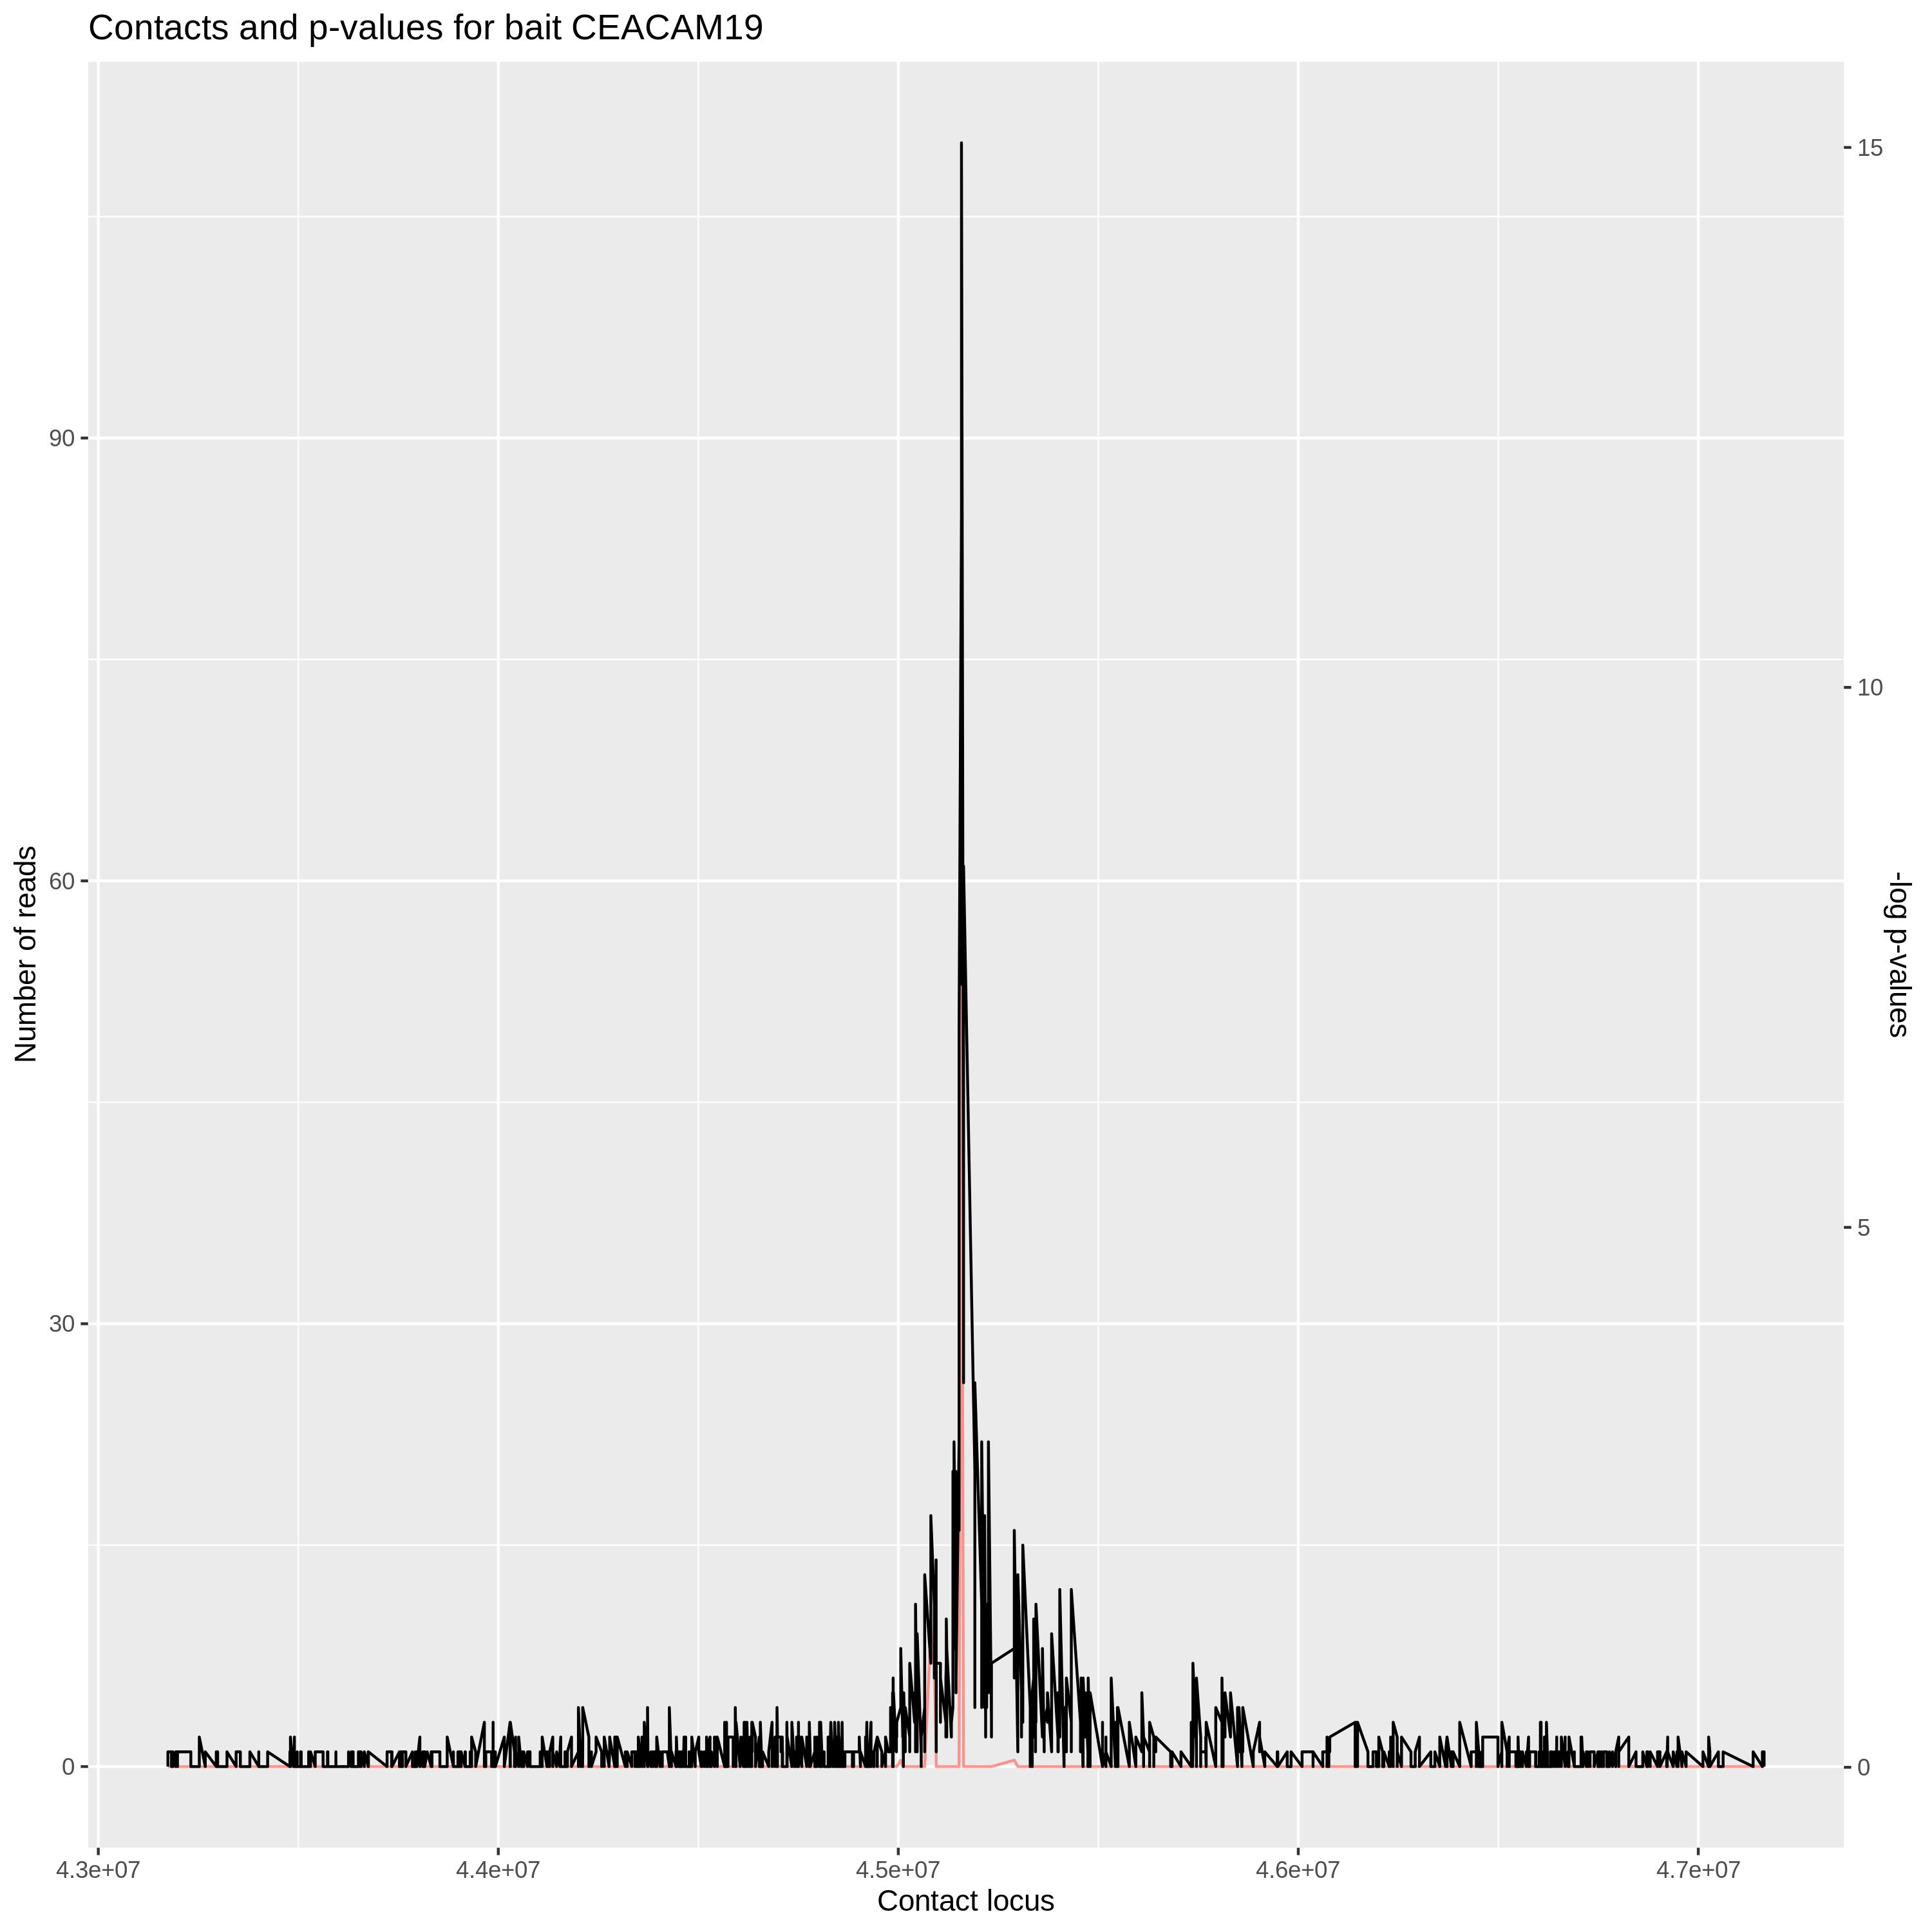 Contacts and p-values for bait CEACAM19
Number of reads
90
60
30
0
15
10
5
0
-log p-values
4.3e+07 4.4e+07 4.5e+07 4.6e+07 4.7e+07
Contact locus